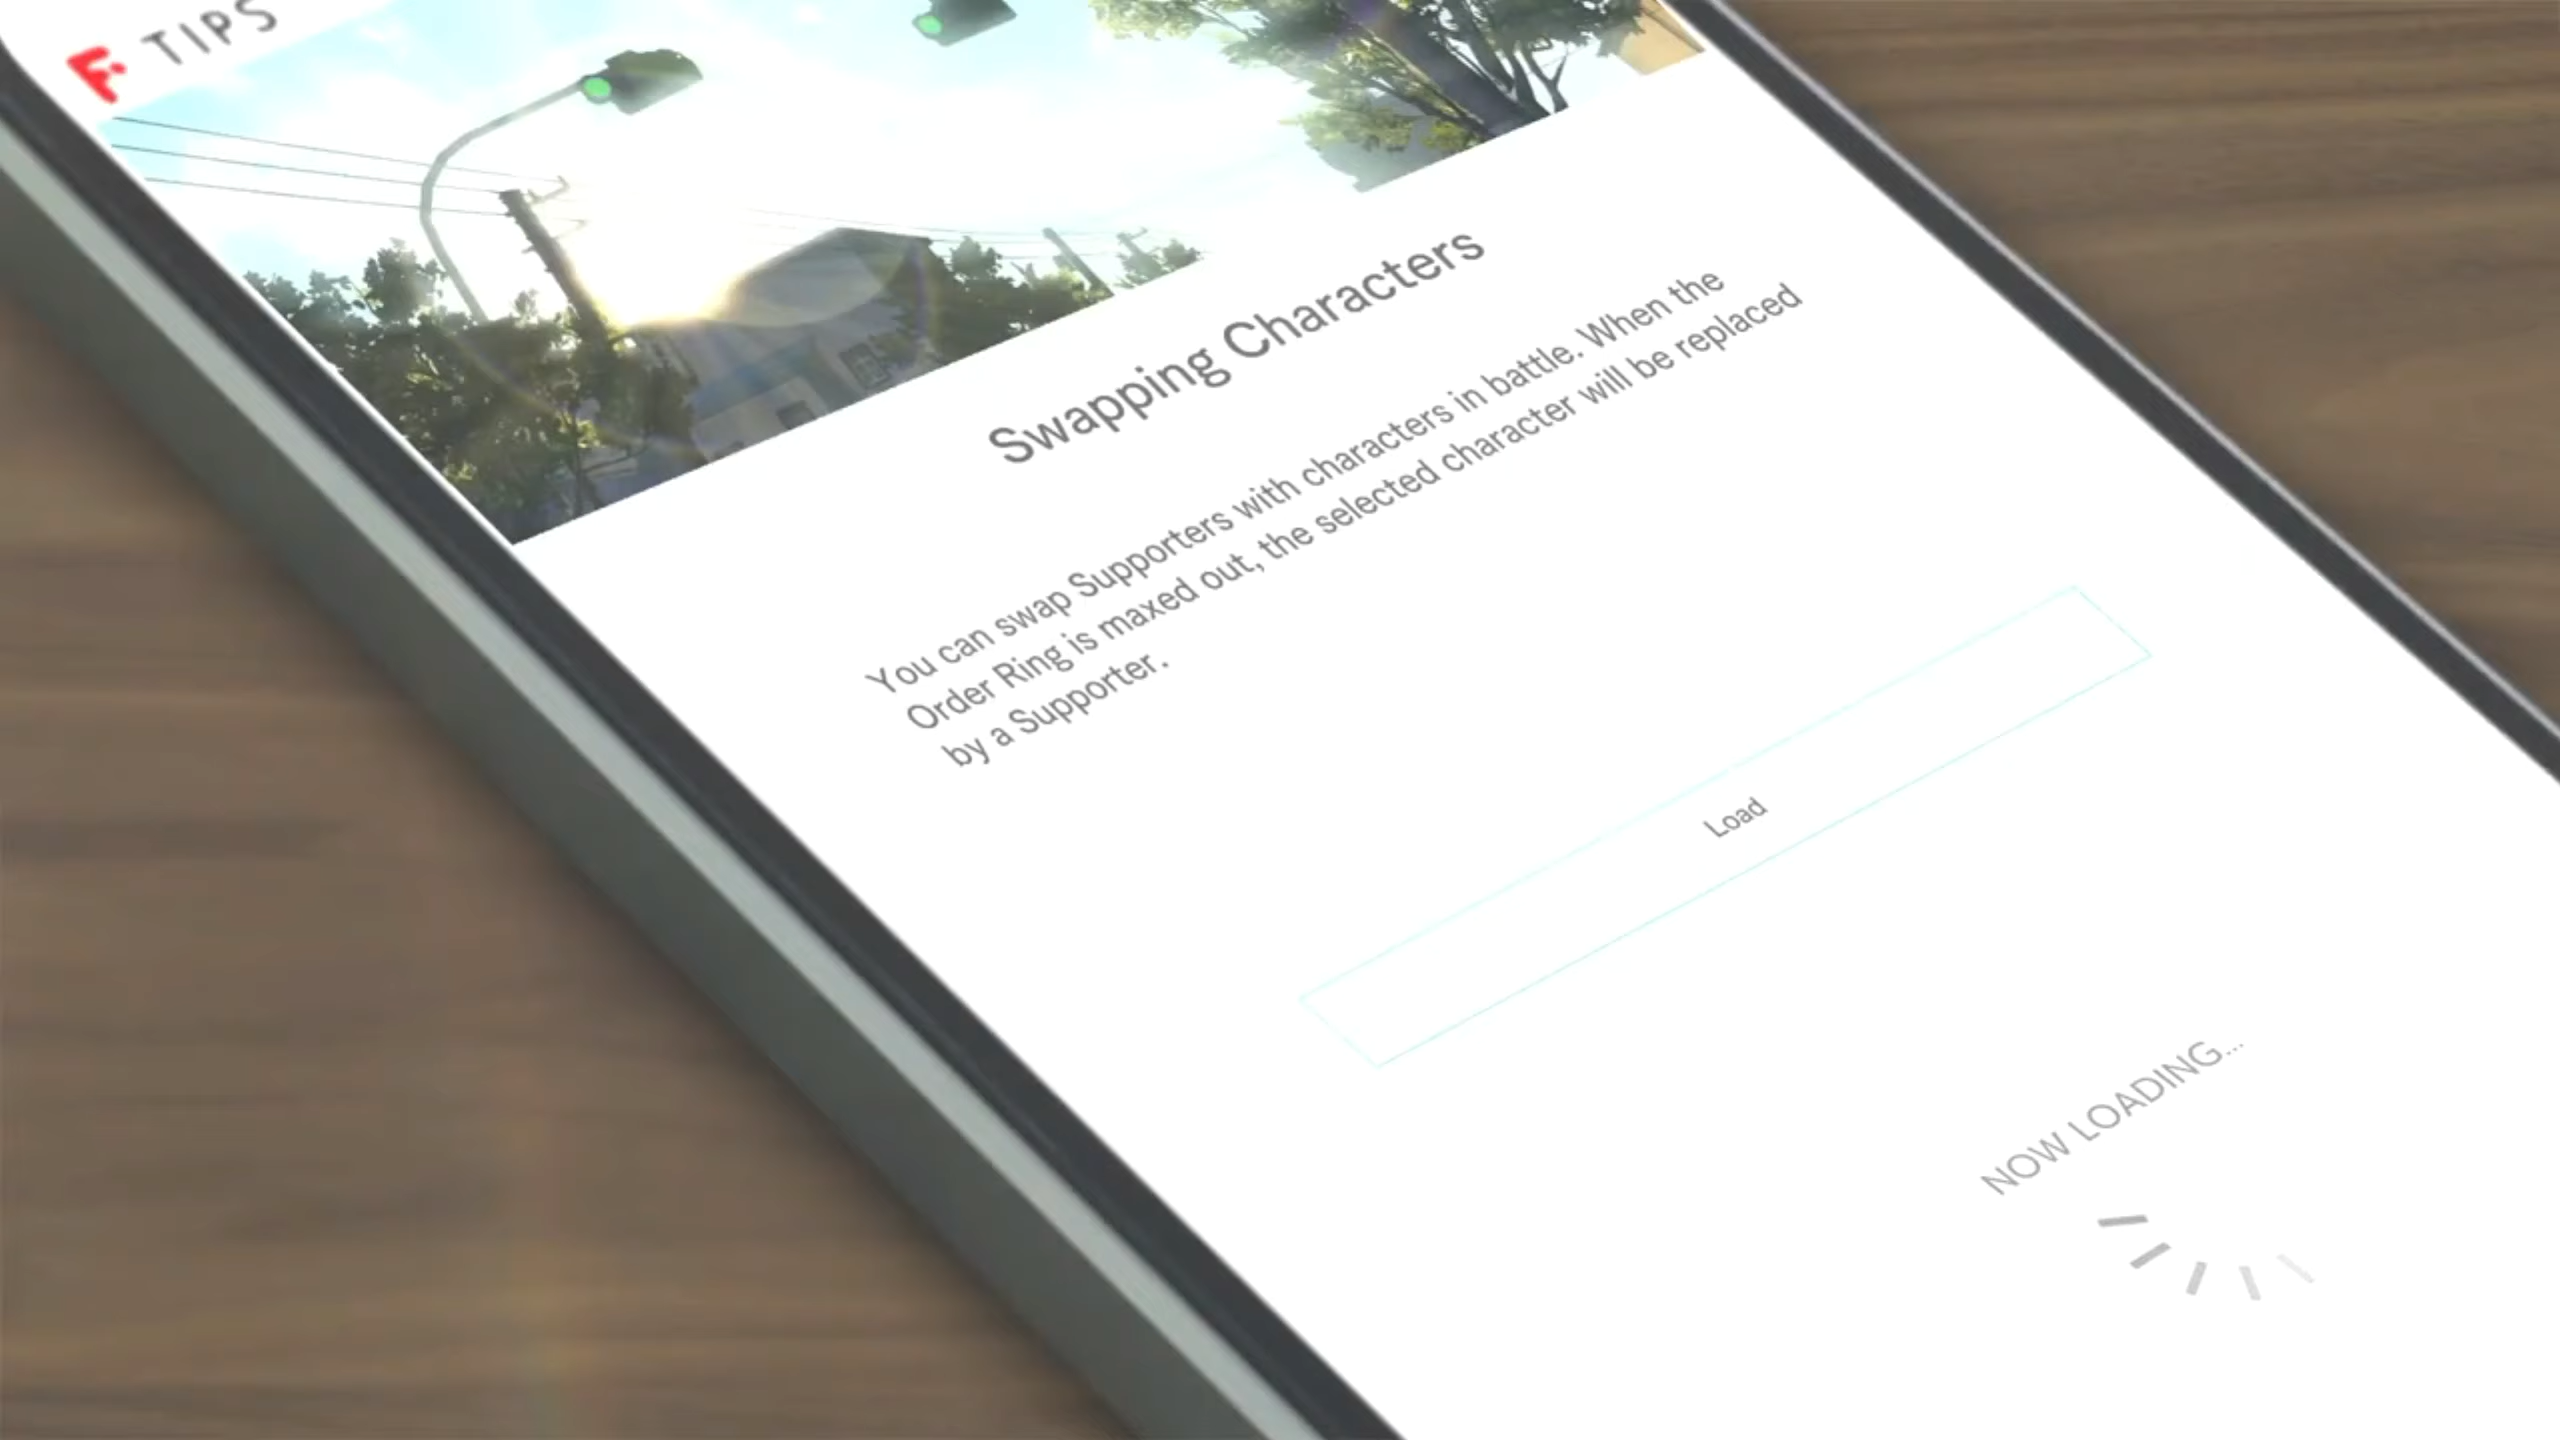 TIPS
Swapping Characters
You can swap Supporters with characters in battle. When the
Order Ring is maxed out, the selected character will be replaced
by a Supporter.
Load
NOW LOADING...